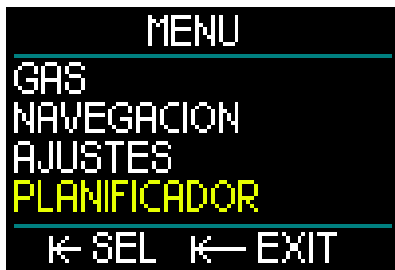 MENU
GAS
NAVEGACION
AJUSTES
PLANIFICADOR
SEL EXIT